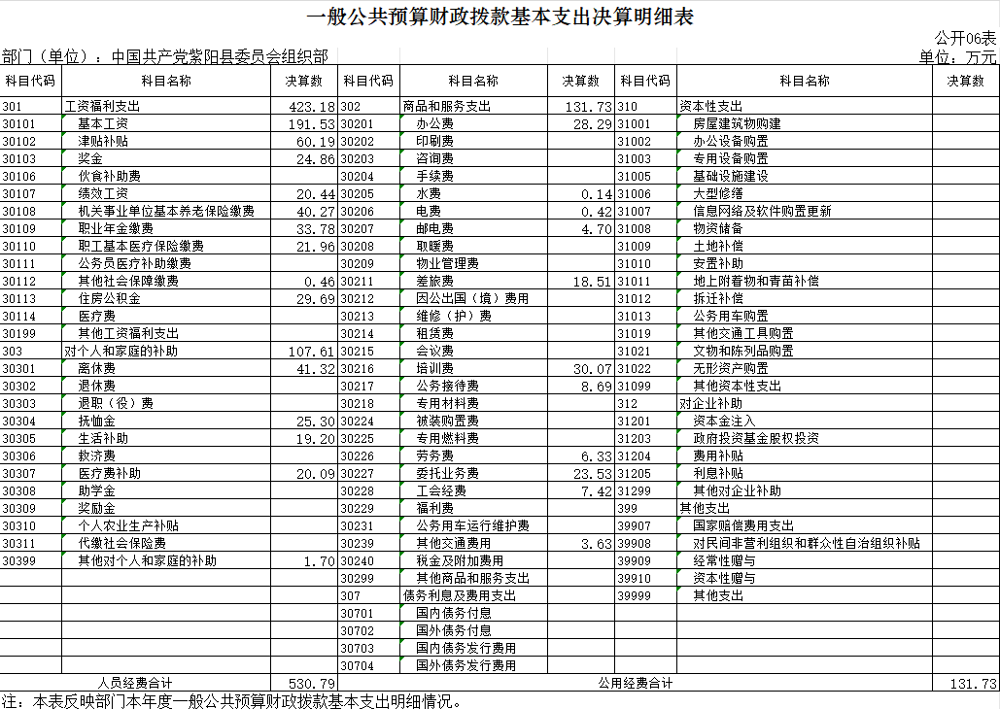 一般公共预算财政拨款基本支出决算明细表
公开06表
部门（单位）：中国共产党紫阳县委员会组织部 单位：万元
科目代码 科目名称 决算数 科目代码 科目名称 决算数 科目代码 科目名称 决算数
301 工资福利支出 423.18 302 商品和服务支出 131.73 310 资本性支出
30101 基本工资 191.53 30201 办公费 28.29 31001 房屋建筑物购建
30102 津贴补贴 60.19 30202 印刷费 31002 办公设备购置
30103 奖金 24.86 30203 咨询费 31003 专用设备购置
30106 伙食补助费 30204 手续费 31005 基础设施建设
30107 绩效工资 20.44 30205 水费 0.14 31006 大型修缮
30108 机关事业单位基本养老保险缴费 40.27 30206 电费 0.42 31007 信息网络及软件购置更新
30109 职业年金缴费 33.78 30207 邮电费 4.70 31008 物资储备
30110 职工基本医疗保险缴费 21.96 30208 取暖费 31009 土地补偿
30111 公务员医疗补助缴费 30209 物业管理费 31010 安置补助
30112 其他社会保障缴费 0.46 30211 差旅费 18.51 31011 地上附着物和青苗补偿
30113 住房公积金 29.69 30212 因公出国（境）费用 31012 拆迁补偿
30114 医疗费 30213 维修（护）费 31013 公务用车购置
30199 其他工资福利支出 30214 租赁费 31019 其他交通工具购置
303 对个人和家庭的补助 107.61 30215 会议费 31021 文物和陈列品购置
30301 离休费 41.32 30216 培训费 30.07 31022 无形资产购置
30302 退休费 30217 公务接待费 8.69 31099 其他资本性支出
30303 退职（役）费 30218 专用材料费 312 对企业补助
30304 抚恤金 25.30 30224 被装购置费 31201 资本金注入
30305 生活补助 19.20 30225 专用燃料费 31203 政府投资基金股权投资
30306 救济费 30226 劳务费 6.33 31204 费用补贴
30307 医疗费补助 20.09 30227 委托业务费 23.53 31205 利息补贴
30308 助学金 30228 工会经费 7.42 31299 其他对企业补助
30309 奖励金 30229 福利费 399 其他支出
30310 个人农业生产补贴 30231 公务用车运行维护费 39907 国家赔偿费用支出
30311 代缴社会保险费 30239 其他交通费用 3.63 39908 对民间非营利组织和群众性自治组织补贴
30399 其他对个人和家庭的补助 1.70 30240 税金及附加费用 39909 经常性赠与
30299 其他商品和服务支出 39910 资本性赠与
307 债务利息及费用支出 39999 其他支出
30701 国内债务付息
30702 国外债务付息
30703 国内债务发行费用
30704 国外债务发行费用
人员经费合计 530.79 公用经费合计 131.73
注：本表反映部门本年度一般公共预算财政拨款基本支出明细情况。